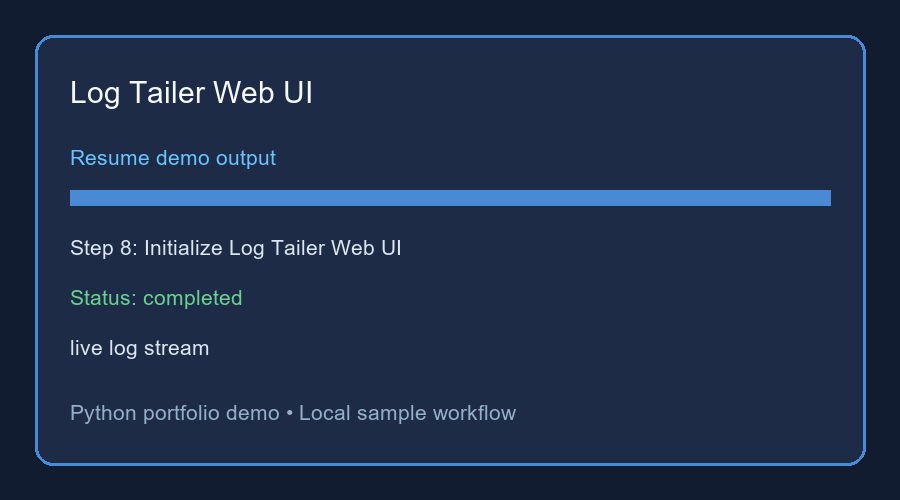 Log Tailer Web UI
Resume demo output
Step 8: Initialize Log Tailer Web UI
Status: completed
live log stream
Python portfolio demo • Local sample workflow